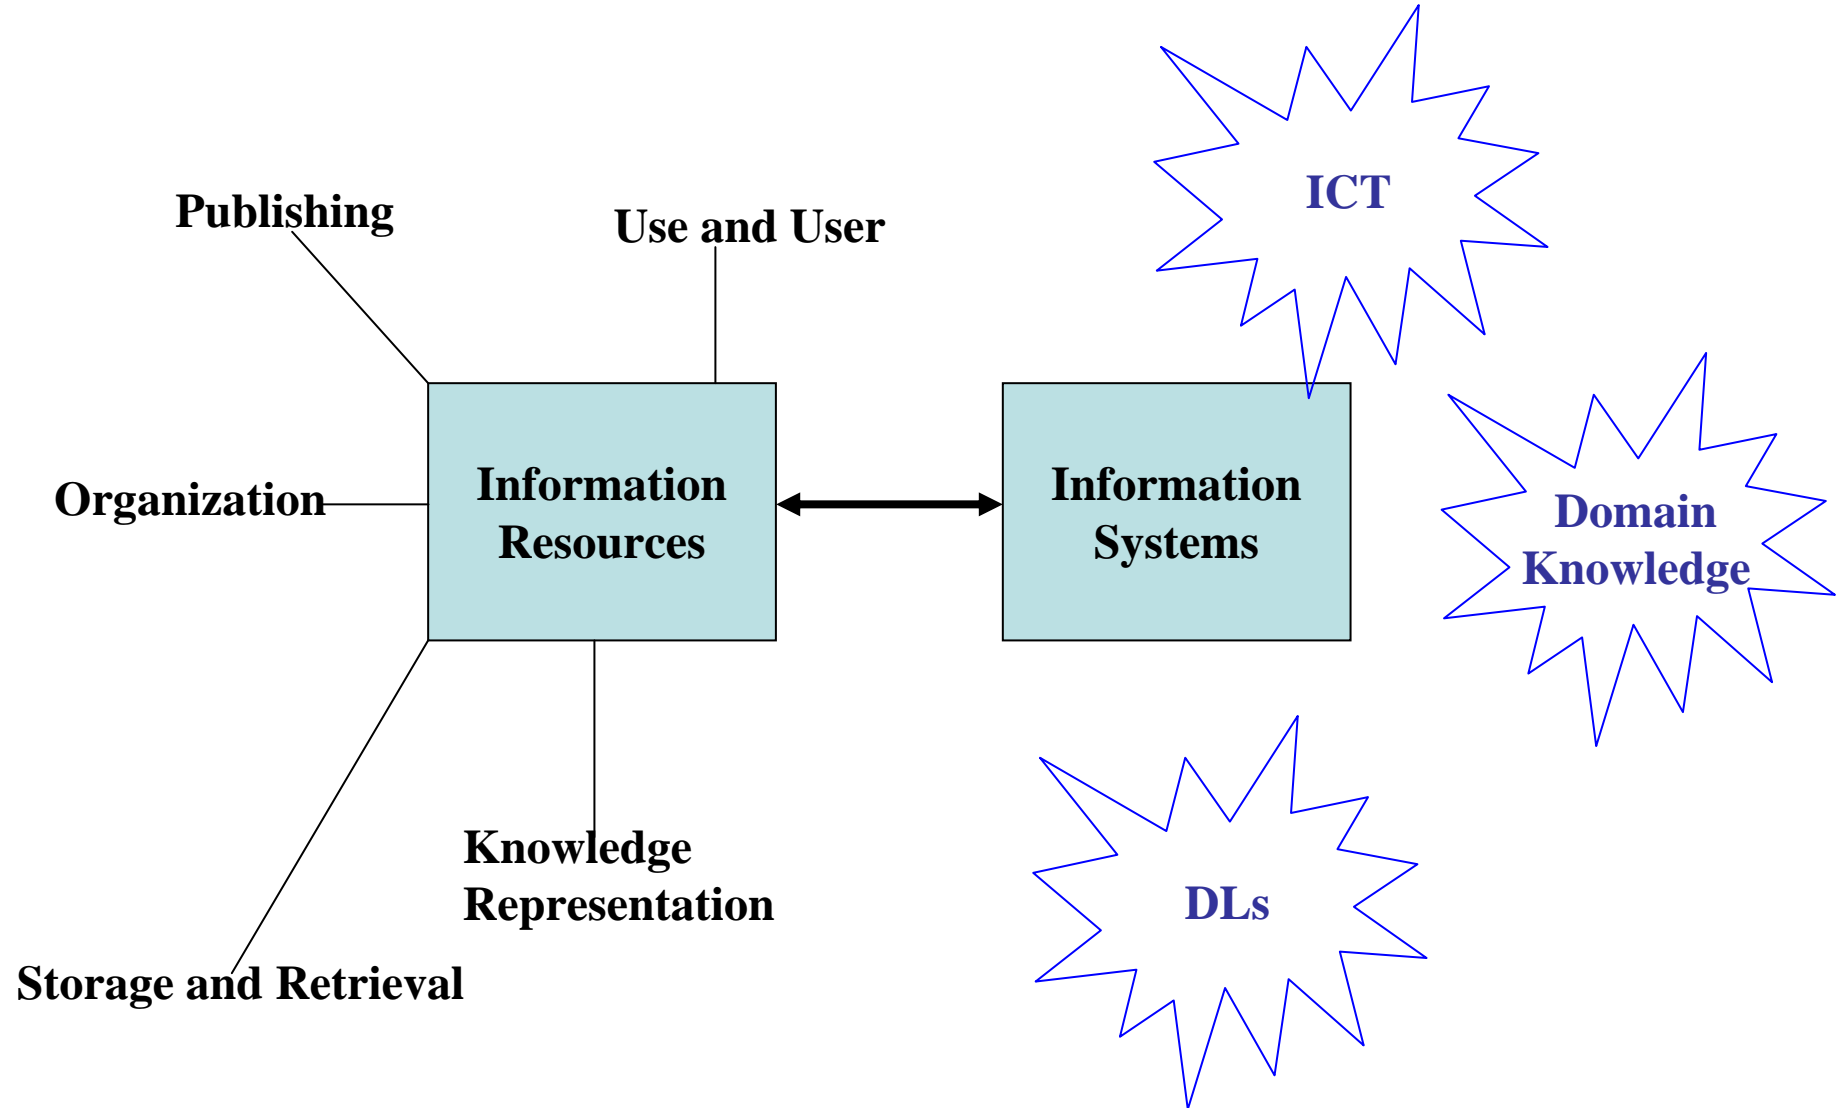 ICT
Publishing
Use and User
Information
Resources
Information
Systems
Organization
Domain
Knowledge
Knowledge
Representation
DLs
Storage and Retrieval